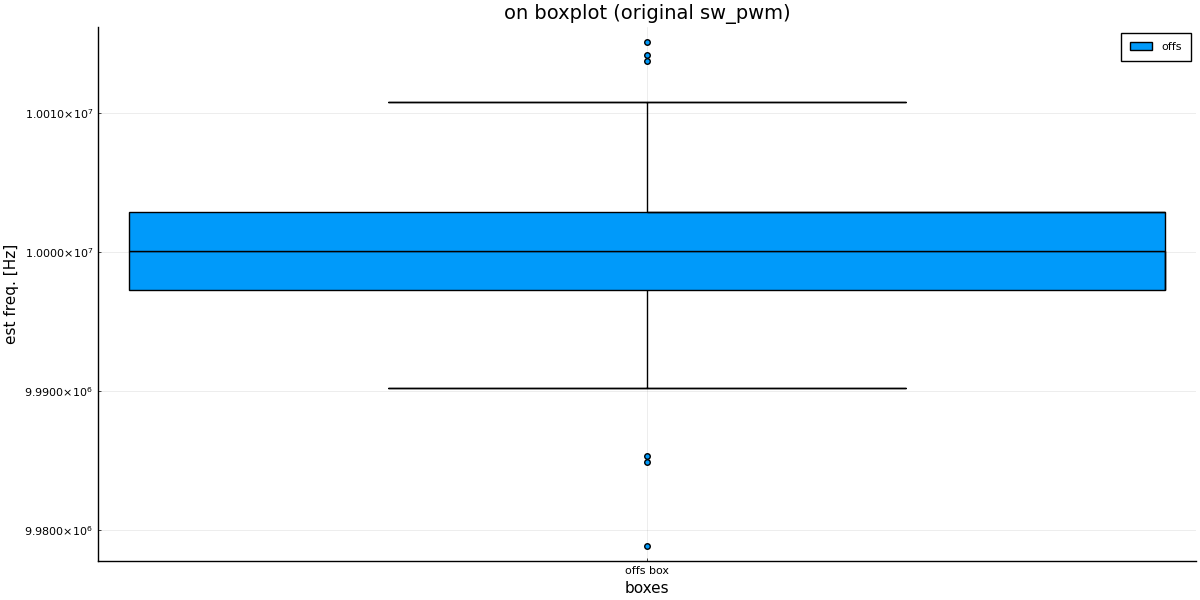 on boxplot (original sw_pwm)
offs
1.0010×10⁷
1.0000×10⁷
9.9900×10⁶
9.9800×10⁶
est freq. [Hz]
offs box
boxes